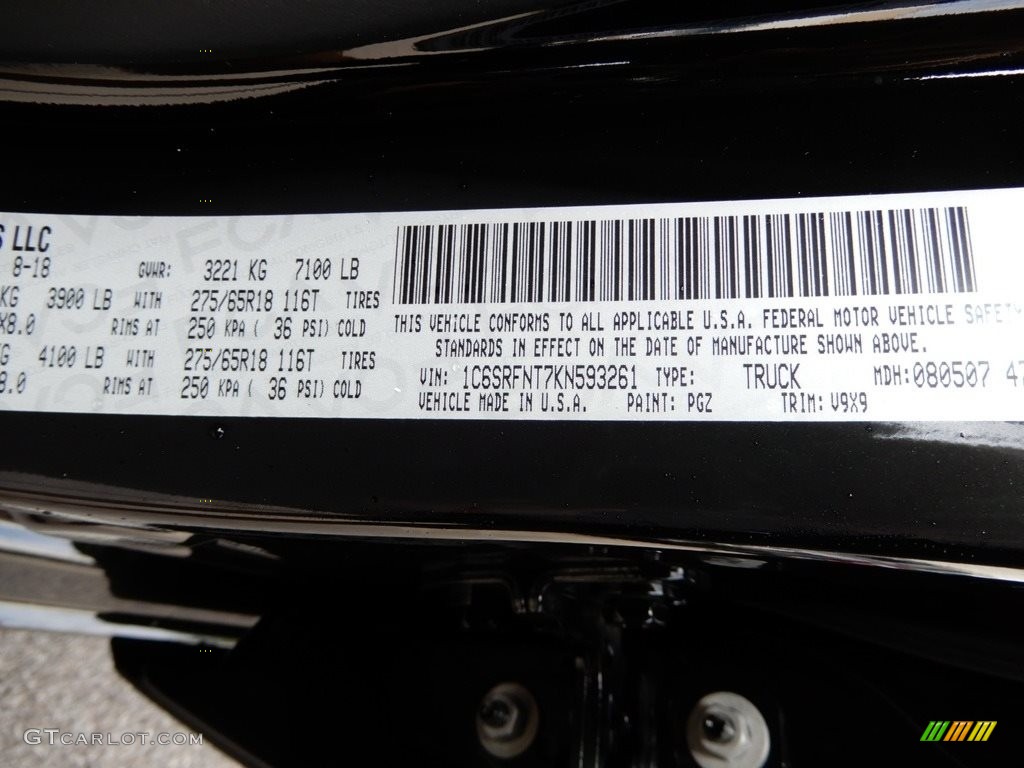 S LLC
8-18 GVWR: 3221 KG 7100 LB
KG 3900 LB WITH 275/65R18 116T TIRES
X8.0 RIMS AT 250 KPA ( 36 PSI) COLD
KG 4100 LB WITH 275/65R18 116T TIRES
X8.0 RIMS AT 250 KPA ( 36 PSI) COLD
THIS VEHICLE CONFORMS TO ALL APPLICABLE U.S.A. FEDERAL MOTOR VEHICLE SAFETY
STANDARDS IN EFFECT ON THE DATE OF MANUFACTURE SHOWN ABOVE.
VIN: 1C6SRFNT7KN593261 TYPE: TRUCK MDH: 080507 47
VEHICLE MADE IN U.S.A. PAINT: PGZ TRIM: V9X9
GTCARLOT.COM